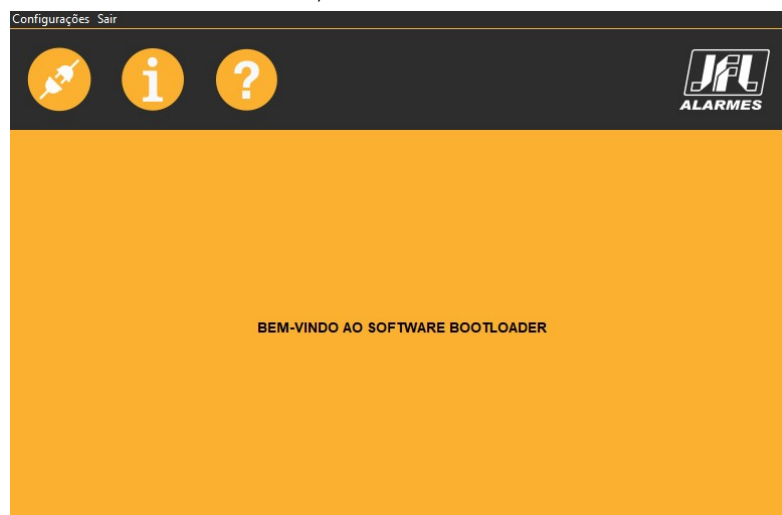 Configurações Sair
i ?
JFL
ALARMES
BEM-VINDO AO SOFTWARE BOOTLOADER